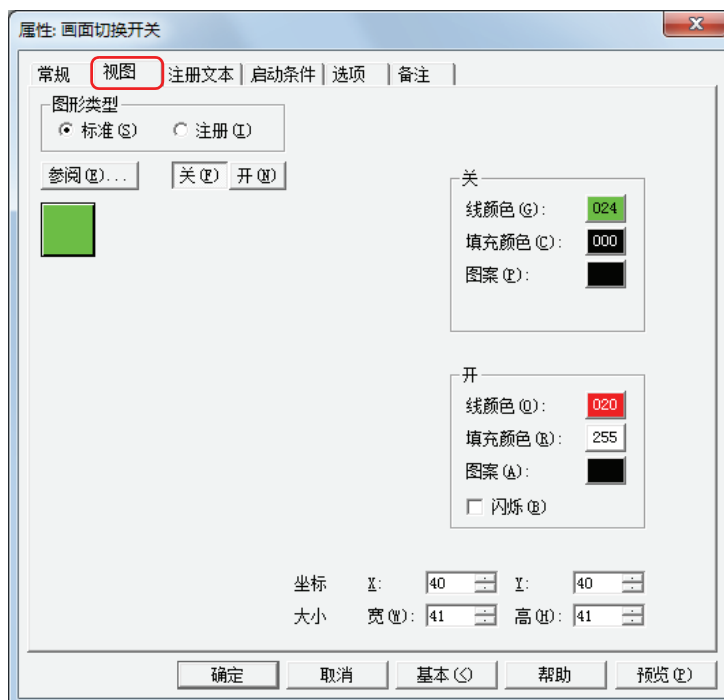 属性: 画面切换开关
常规 视图 注册文本 启动条件 选项 备注
图形类型
标准(S) 注册(I)
参阅(E)... 关(F) 开(N)
关
线颜色(G): 024
填充颜色(C): 000
图案(P):
开
线颜色(O): 020
填充颜色(R): 255
图案(A):
闪烁(B)
坐标 X: 40 Y: 40
大小 宽(W): 41 高(H): 41
确定 取消 基本(<) 帮助 预览(P)